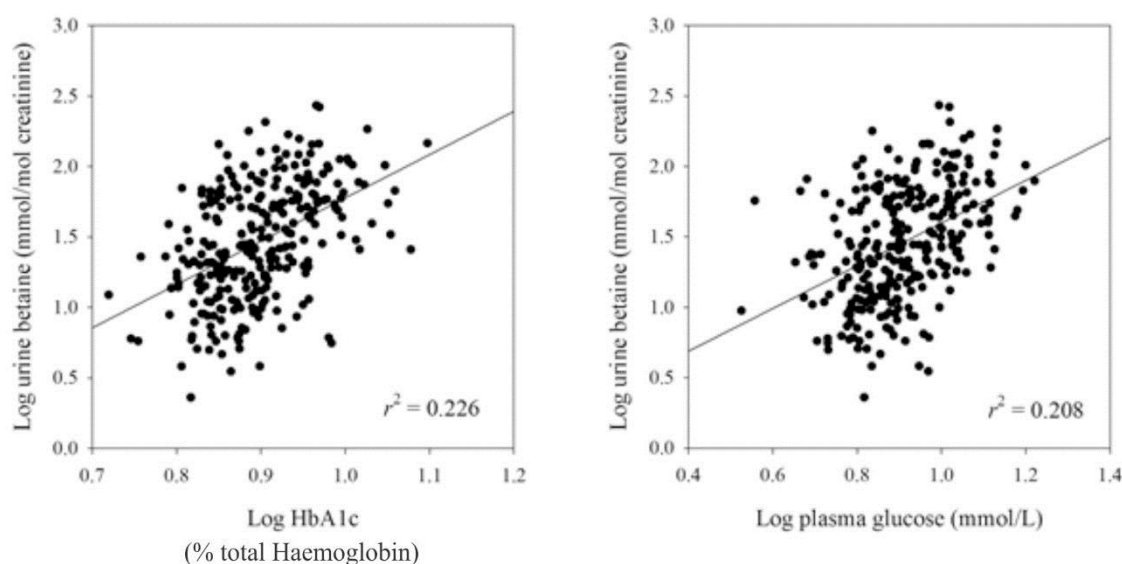 Log urine betaine (mmol/mol creatinine)
3.0
2.5
2.0
1.5
1.0
0.5
0.0
r² = 0.226
0.7 0.8 0.9 1.0 1.1 1.2
Log HbA1c
(% total Haemoglobin)
Log urine betaine (mmol/mol creatinine)
3.0
2.5
2.0
1.5
1.0
0.5
0.0
r² = 0.208
0.4 0.6 0.8 1.0 1.2 1.4
Log plasma glucose (mmol/L)